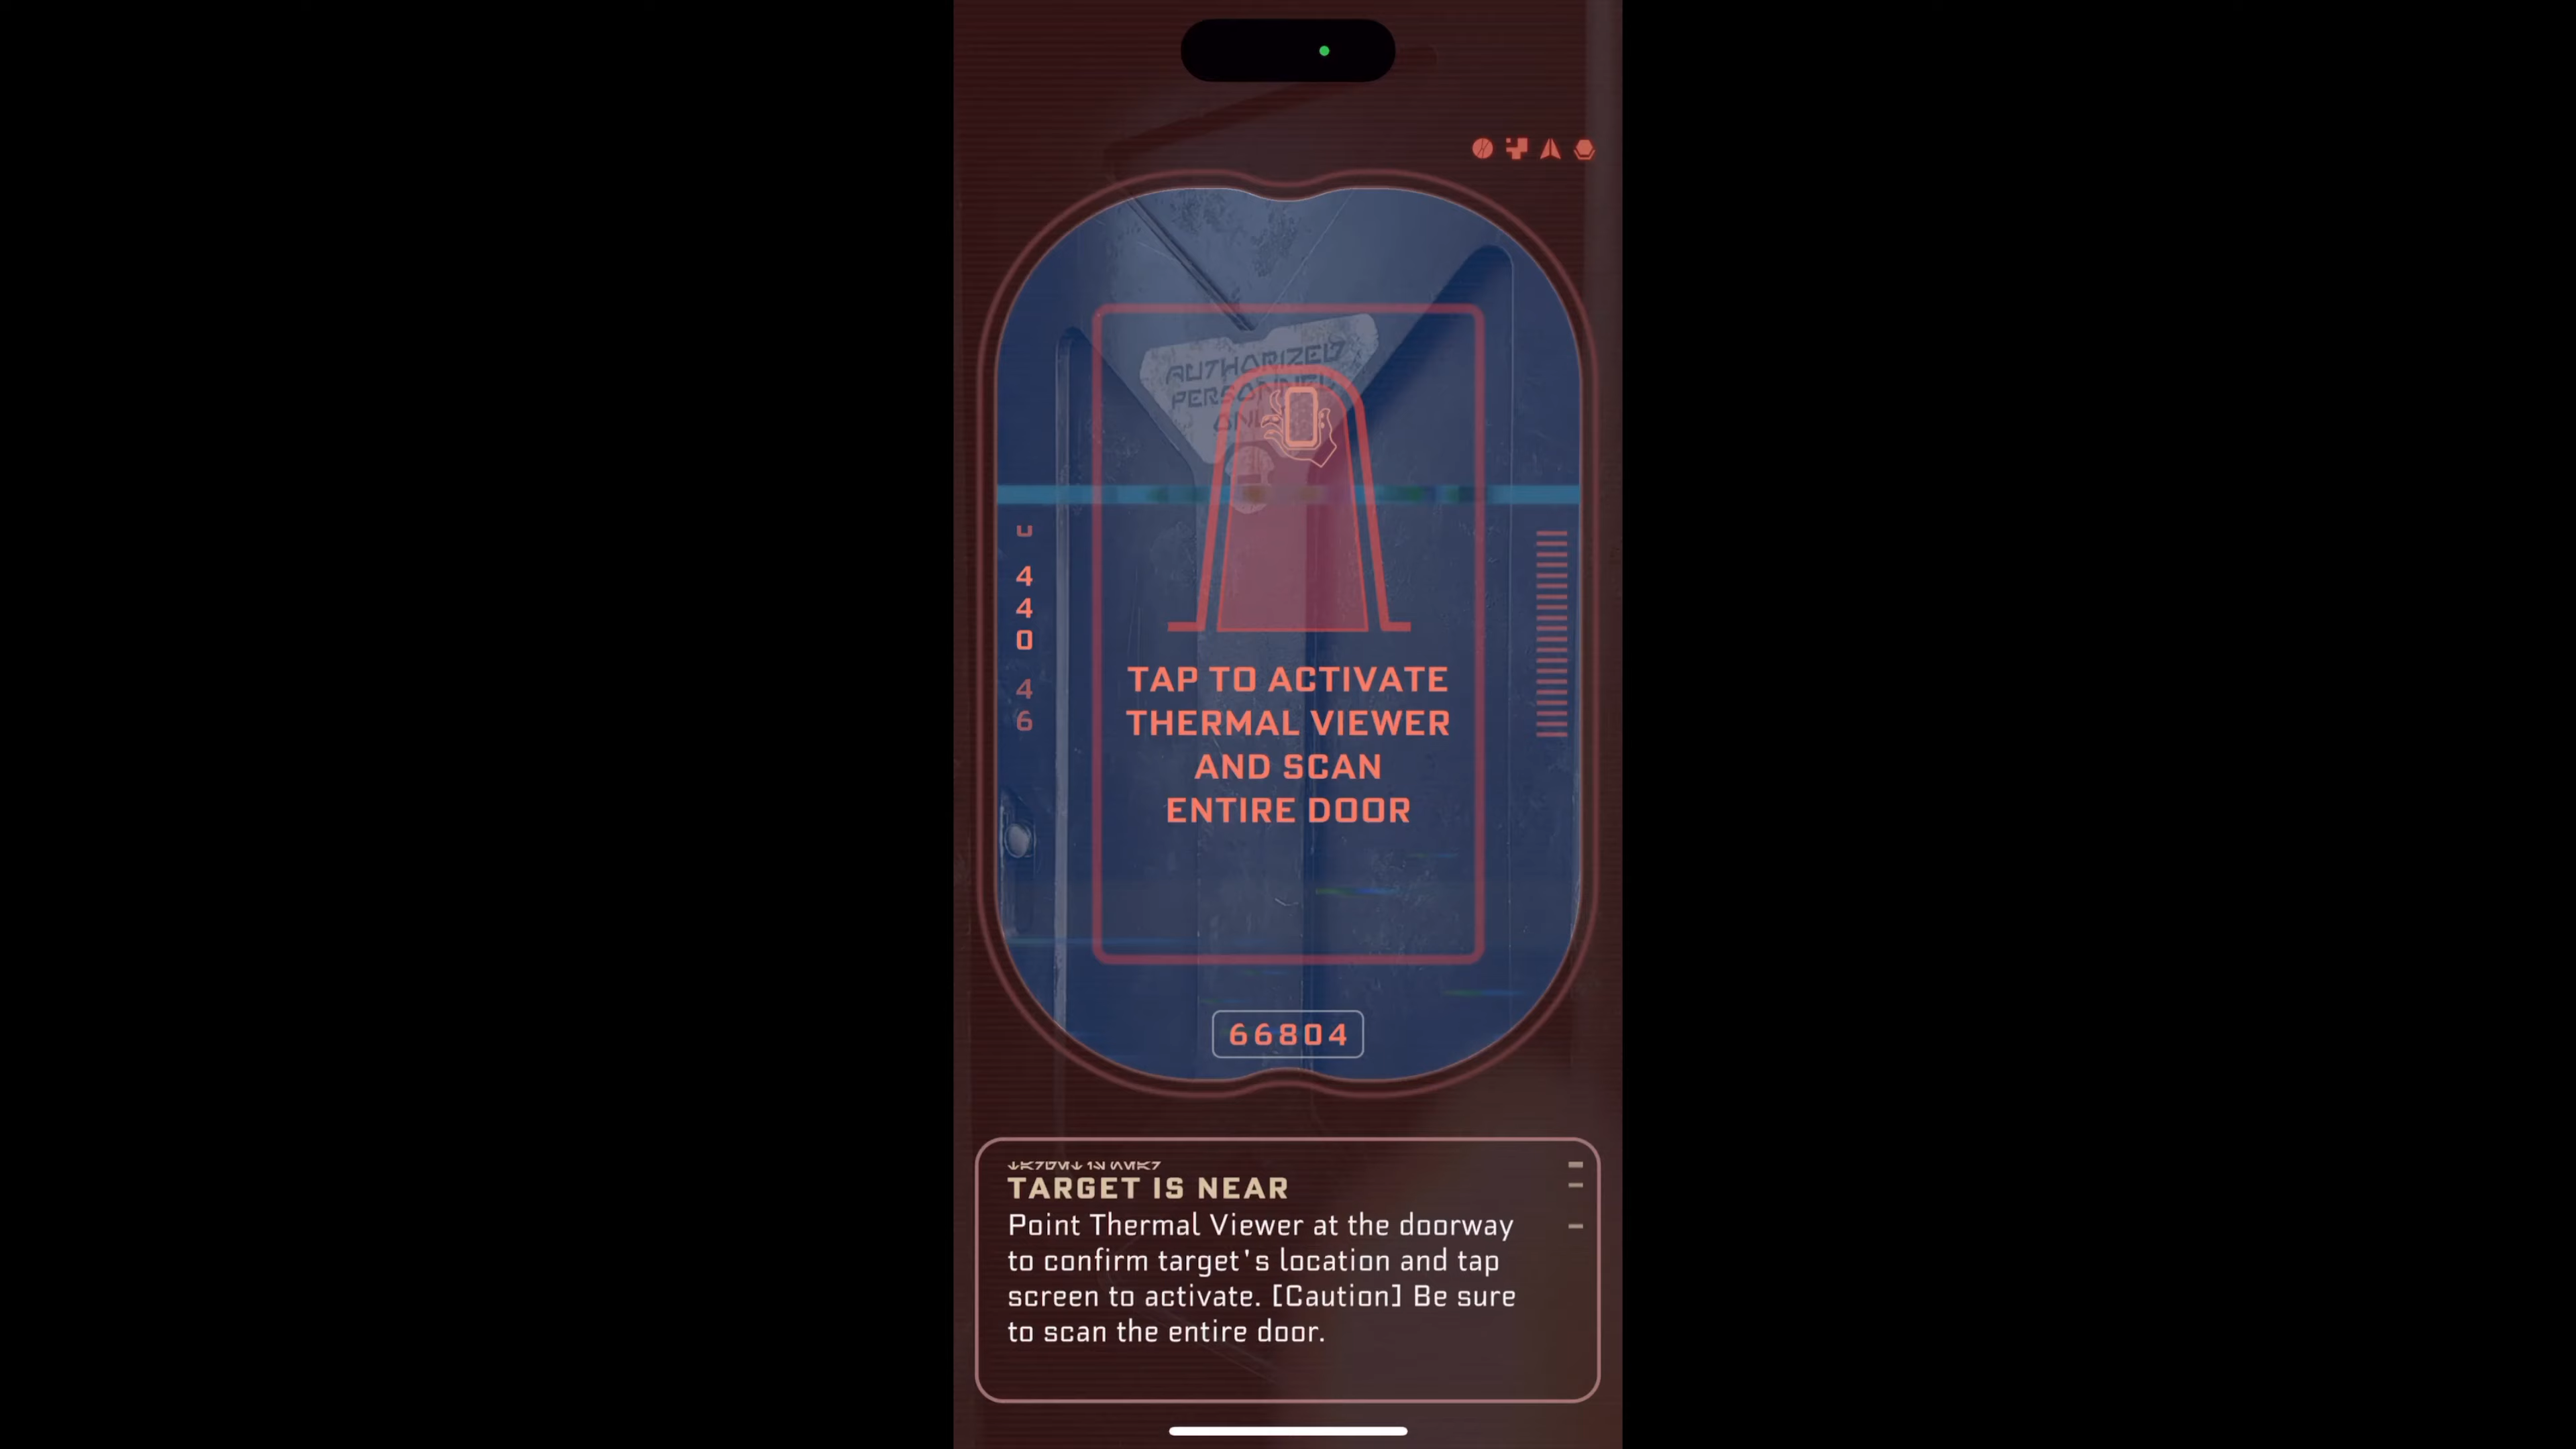 AUTHORIZED
PERSONNEL
ONLY
4
4
0
4
6
TAP TO ACTIVATE
THERMAL VIEWER
AND SCAN
ENTIRE DOOR
66804
TARGET IS NEAR
Point Thermal Viewer at the doorway
to confirm target's location and tap
screen to activate. [Caution] Be sure
to scan the entire door.